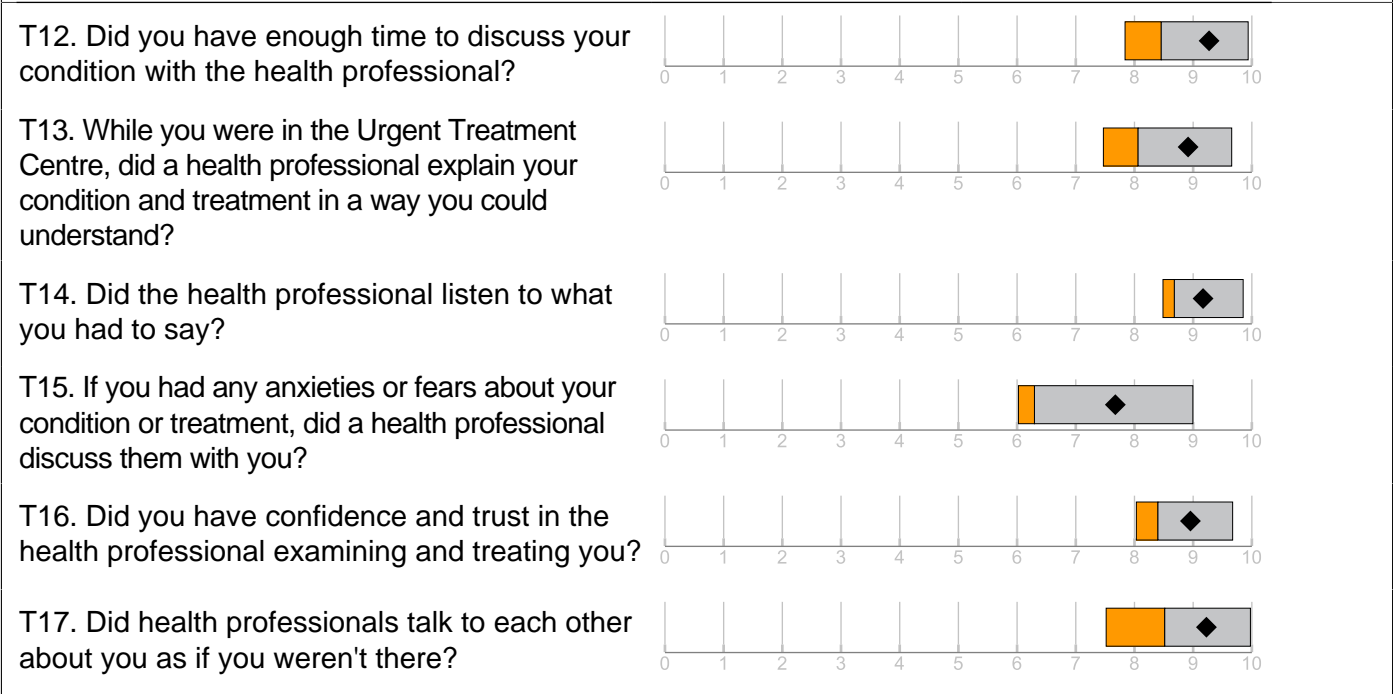 T12. Did you have enough time to discuss your
condition with the health professional?
0 1 2 3 4 5 6 7 8 9 10
T13. While you were in the Urgent Treatment
Centre, did a health professional explain your
condition and treatment in a way you could
understand?
0 1 2 3 4 5 6 7 8 9 10
T14. Did the health professional listen to what
you had to say?
0 1 2 3 4 5 6 7 8 9 10
T15. If you had any anxieties or fears about your
condition or treatment, did a health professional
discuss them with you?
0 1 2 3 4 5 6 7 8 9 10
T16. Did you have confidence and trust in the
health professional examining and treating you?
0 1 2 3 4 5 6 7 8 9 10
T17. Did health professionals talk to each other
about you as if you weren't there?
0 1 2 3 4 5 6 7 8 9 10